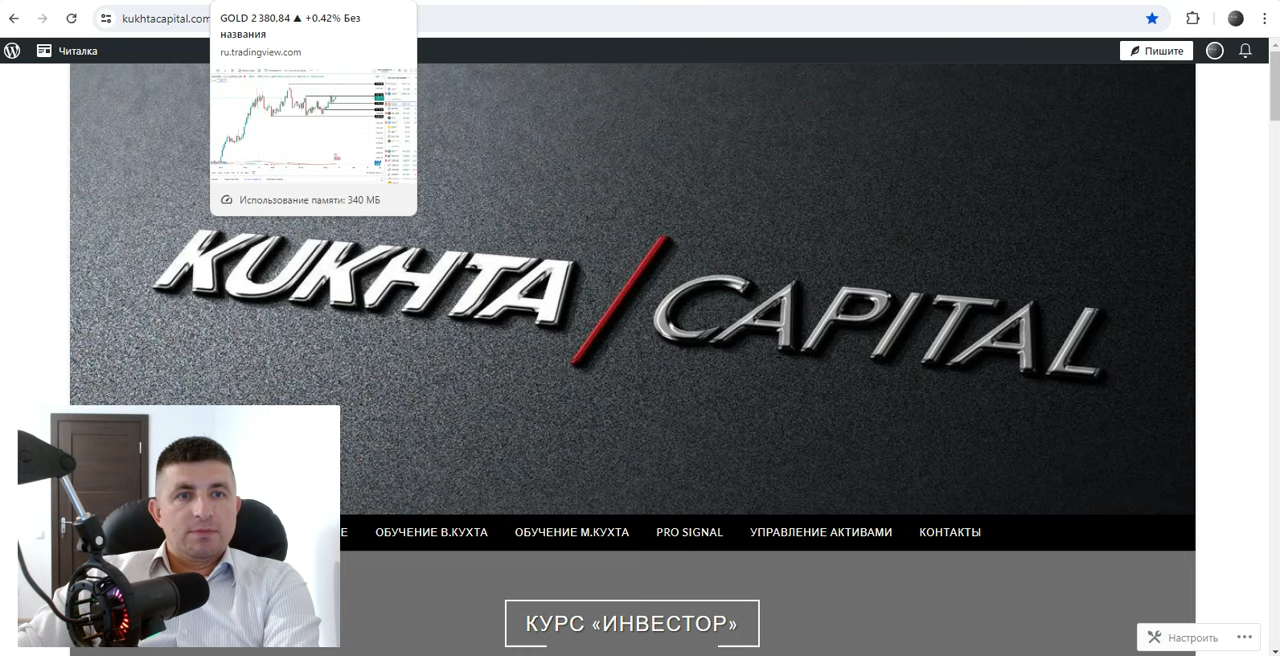 kukhtacapital.com
GOLD 2 380,84 ▲ +0.42% Без
названия
ru.tradingview.com
Читалка
Пишите
Использование памяти: 340 МБ
KUKHTA / CAPITAL
Е
ОБУЧЕНИЕ В.КУХТА
ОБУЧЕНИЕ М.КУХТА
PRO SIGNAL
УПРАВЛЕНИЕ АКТИВАМИ
КОНТАКТЫ
КУРС «ИНВЕСТОР»
Настроить